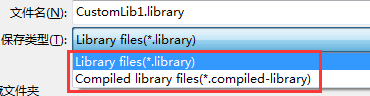 文件名(N): CustomLib1.library
保存类型(T): Library files(*.library)
Library files(*.library)
Compiled library files(*.compiled-library)
文件夹